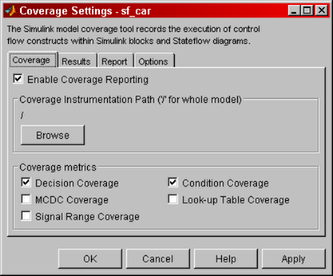 Coverage Settings - sf_car
The Simulink model coverage tool records the execution of control
flow constructs within Simulink blocks and Stateflow diagrams.
Coverage Results Report Options
Enable Coverage Reporting
Coverage Instrumentation Path ('/' for whole model)
/
Browse
Coverage metrics
Decision Coverage Condition Coverage
MCDC Coverage Look-up Table Coverage
Signal Range Coverage
OK Cancel Help Apply